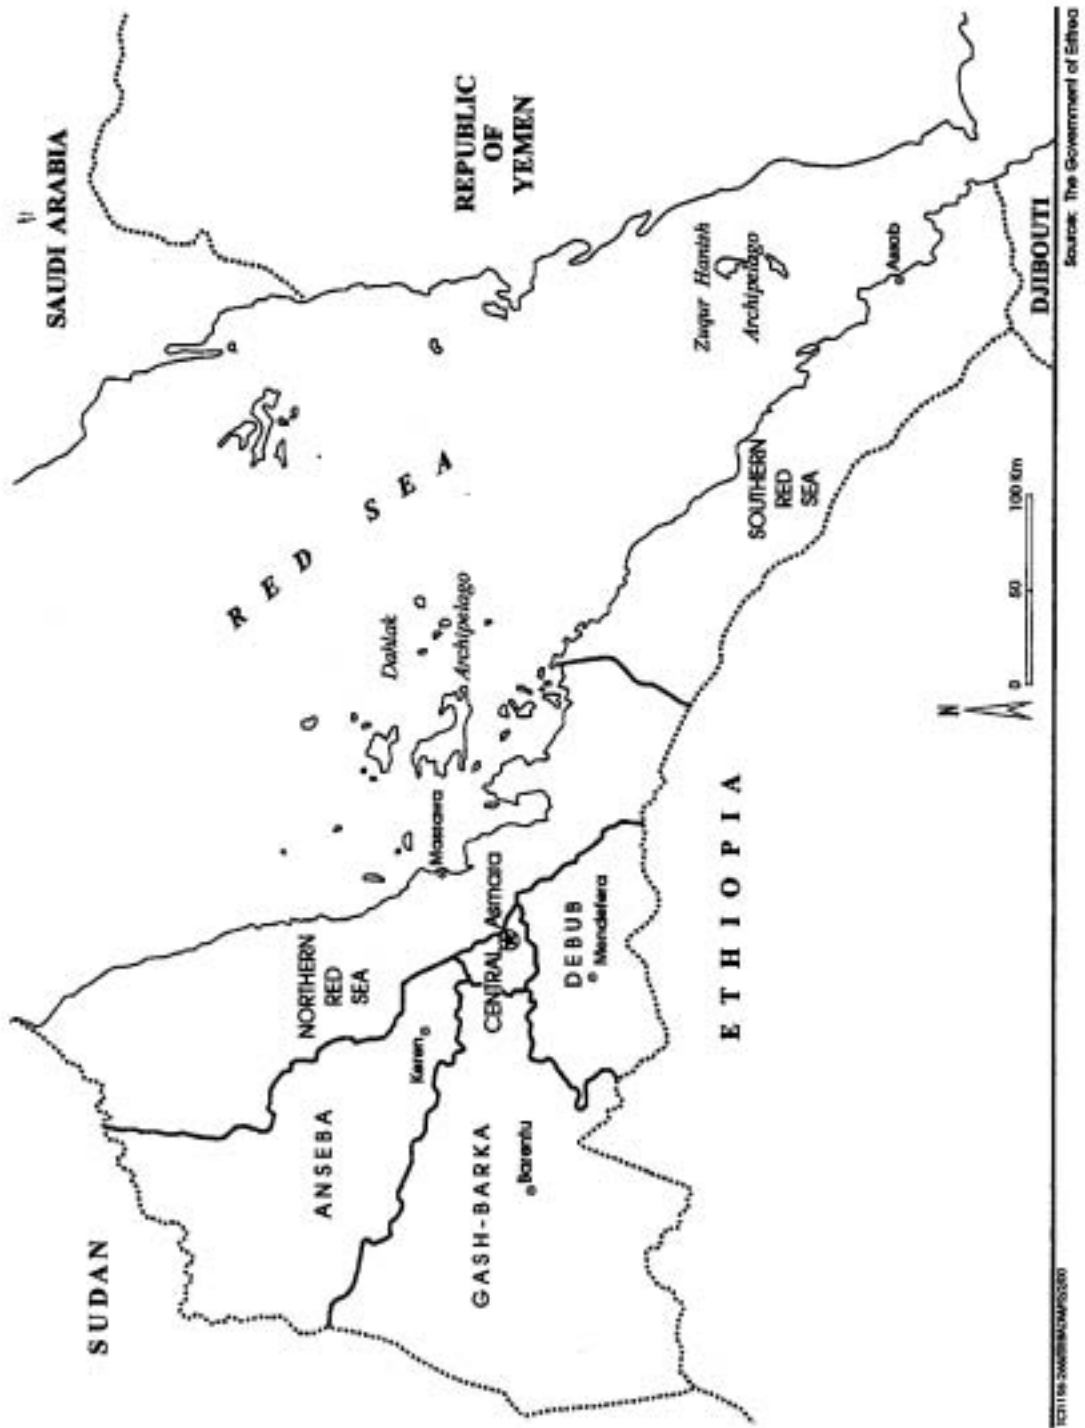 SAUDI ARABIA
SUDAN
REPUBLIC
OF
YEMEN
RED SEA
NORTHERN
RED
SEA
ANSEBA
Keren
Massawa
Dahlak
Archipelago
CENTRAL
Asmara
GASH-BARKA
Barentu
DEBUB
Mendefera
Zuqur Hanish
Archipelago
SOUTHERN
RED
SEA
Assab
ETHIOPIA
DJIBOUTI
N
0 50 100 Km
Source: The Government of Eritrea